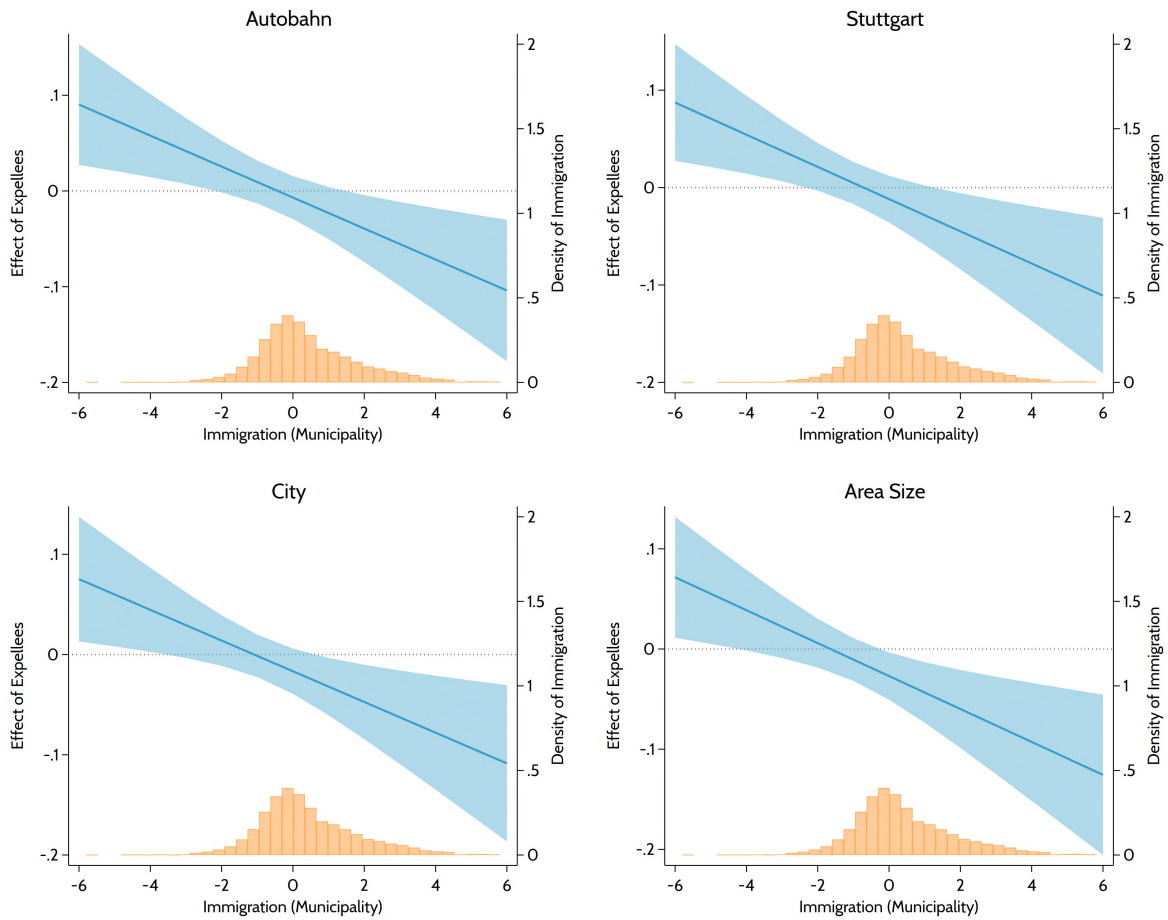 Autobahn
Effect of Expellees
.1
0
-.1
-.2
2
1.5
1
.5
0
Density of Immigration
-6 -4 -2 0 2 4 6
Immigration (Municipality)
Stuttgart
Effect of Expellees
.1
0
-.1
-.2
2
1.5
1
.5
0
Density of Immigration
-6 -4 -2 0 2 4 6
Immigration (Municipality)
City
Effect of Expellees
.1
0
-.1
-.2
2
1.5
1
.5
0
Density of Immigration
-6 -4 -2 0 2 4 6
Immigration (Municipality)
Area Size
Effect of Expellees
.1
0
-.1
-.2
2
1.5
1
.5
0
Density of Immigration
-6 -4 -2 0 2 4 6
Immigration (Municipality)